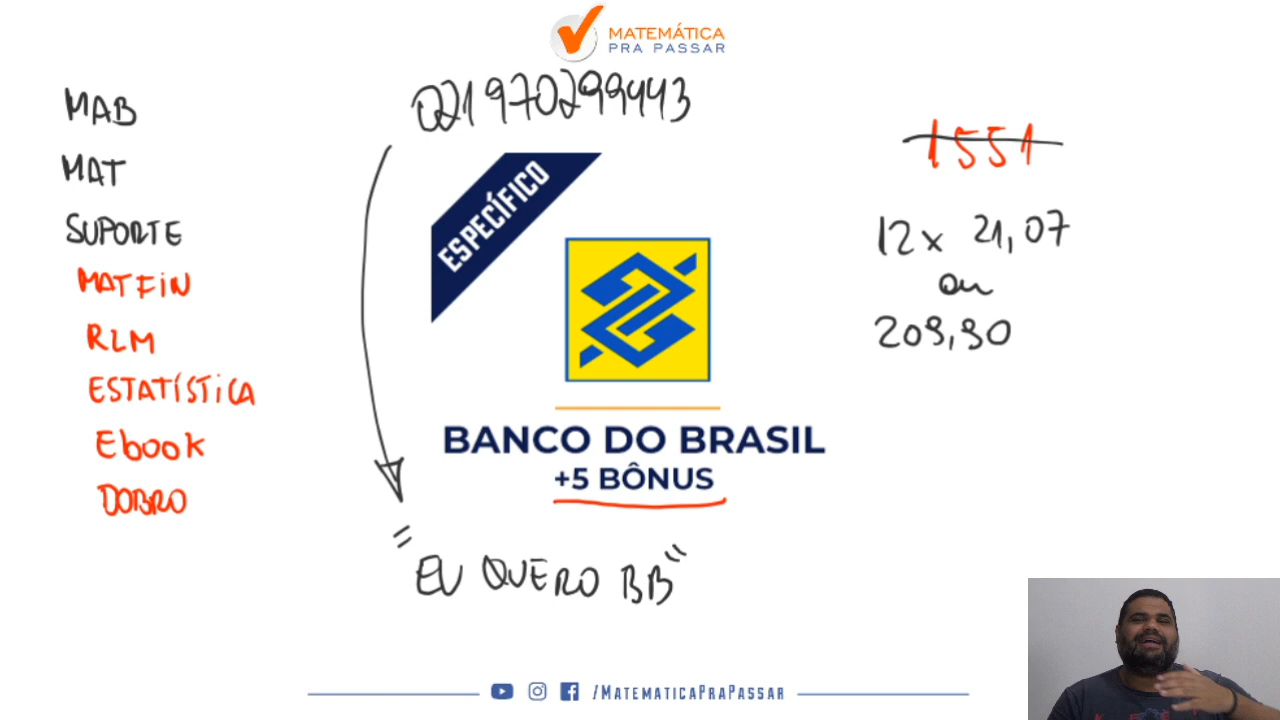 MATEMÁTICA
PRA PASSAR
MAB
MAT
SUPORTE
MATFIN
RLM
ESTATÍSTICA
Ebook
DOBRO
021970299443
ESPECÍFICO
BANCO DO BRASIL
+5 BÔNUS
"EU QUERO BB"
1551
12x 21,07
ou
209,90
/MATEMATICAPRAPASSAR